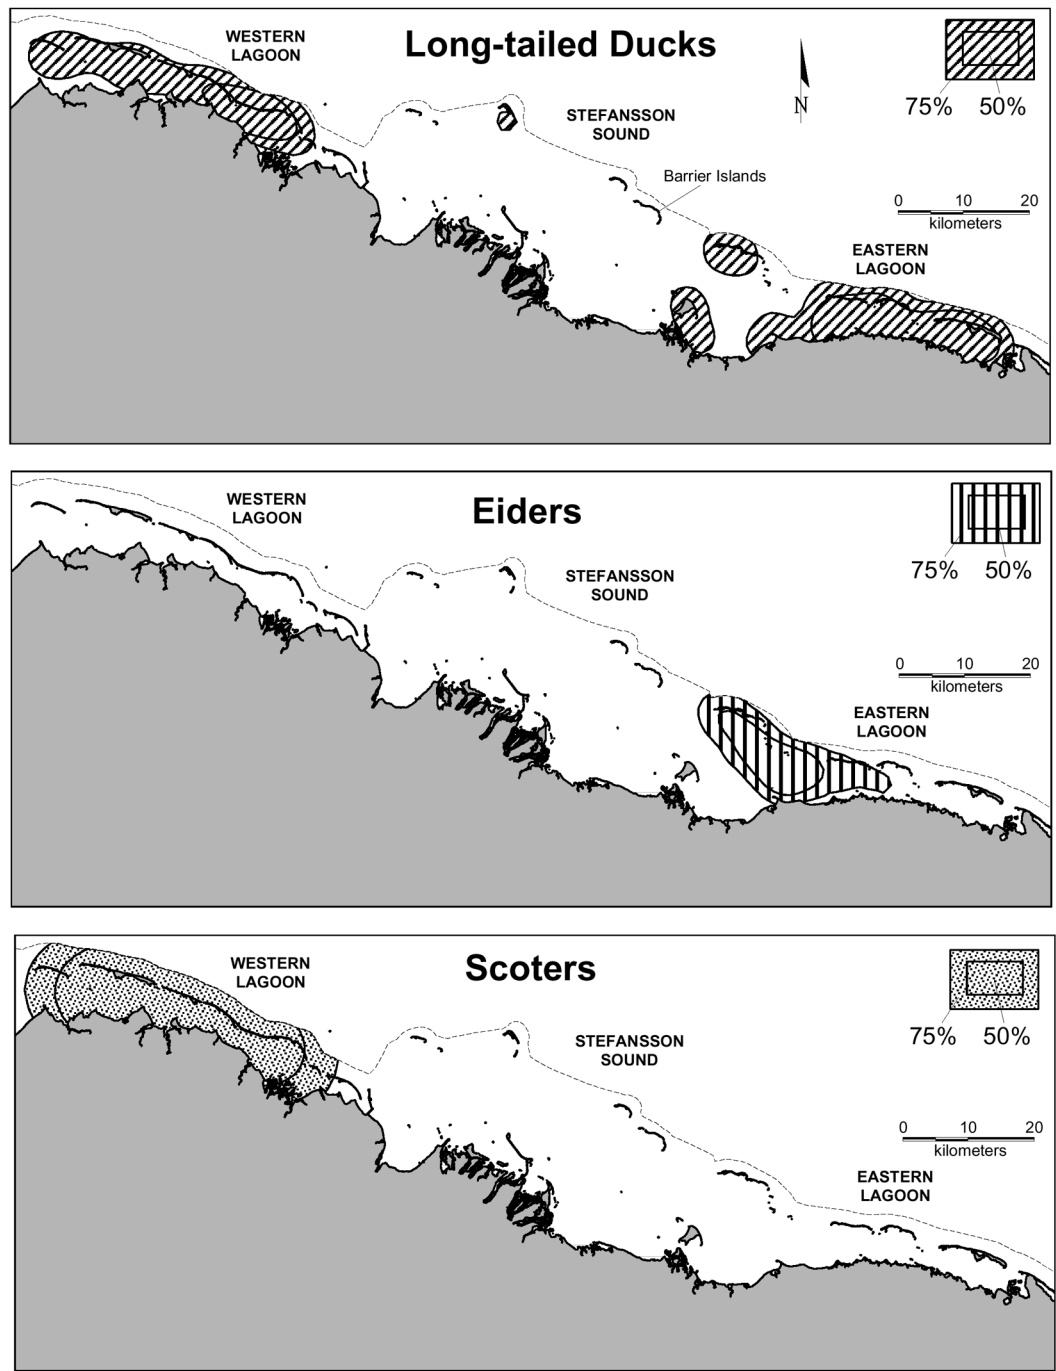 Long-tailed Ducks
WESTERN
LAGOON
STEFANSSON
SOUND
Barrier Islands
N
75% 50%
0 10 20
kilometers
EASTERN
LAGOON
Eiders
WESTERN
LAGOON
STEFANSSON
SOUND
75% 50%
0 10 20
kilometers
EASTERN
LAGOON
Scoters
WESTERN
LAGOON
STEFANSSON
SOUND
75% 50%
0 10 20
kilometers
EASTERN
LAGOON